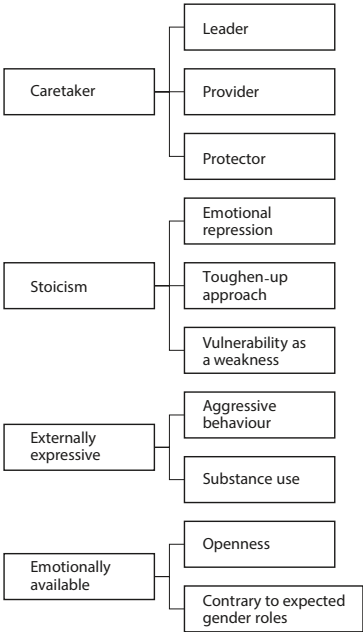 Caretaker
Leader
Provider
Protector
Stoicism
Emotional
repression
Toughen-up
approach
Vulnerability as
a weakness
Externally
expressive
Aggressive
behaviour
Substance use
Emotionally
available
Openness
Contrary to expected
gender roles